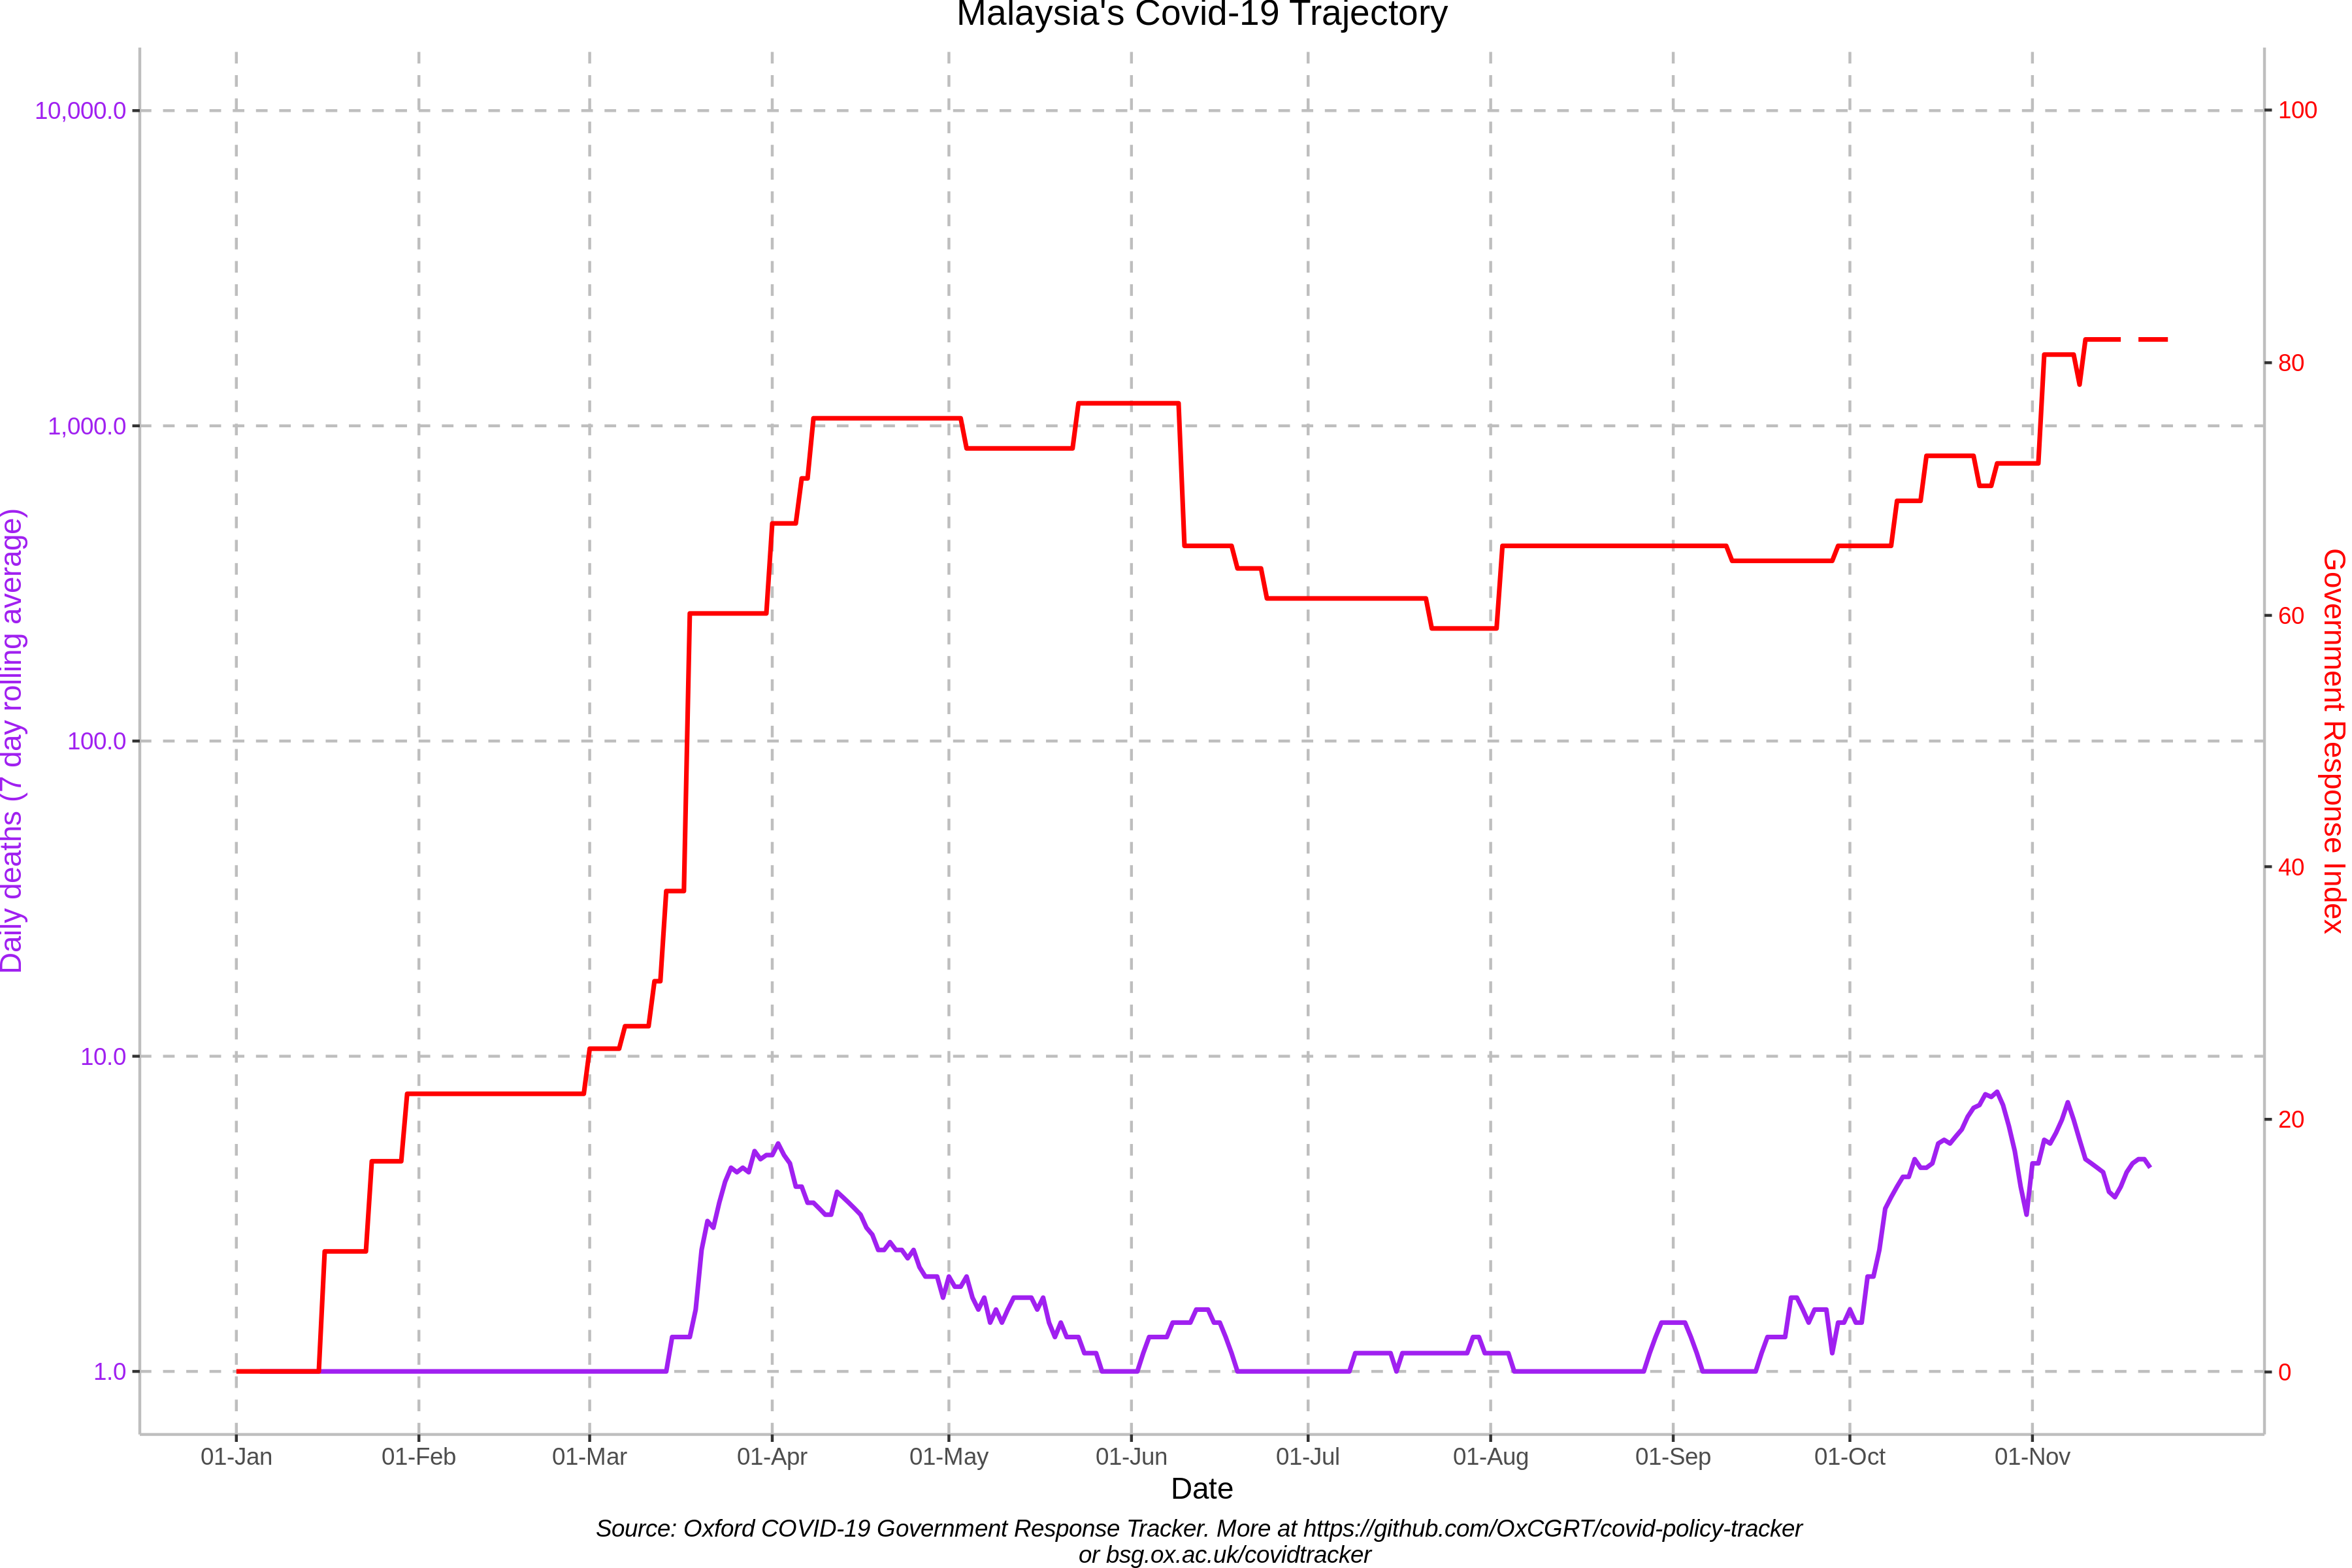 Malaysia's Covid-19 Trajectory
10,000.0
1,000.0
100.0
10.0
1.0
Daily deaths (7 day rolling average)
100
80
60
40
20
0
Government Response Index
01-Jan
01-Feb
01-Mar
01-Apr
01-May
01-Jun
01-Jul
01-Aug
01-Sep
01-Oct
01-Nov
Date
Source: Oxford COVID-19 Government Response Tracker. More at https://github.com/OxCGRT/covid-policy-tracker
or bsg.ox.ac.uk/covidtracker